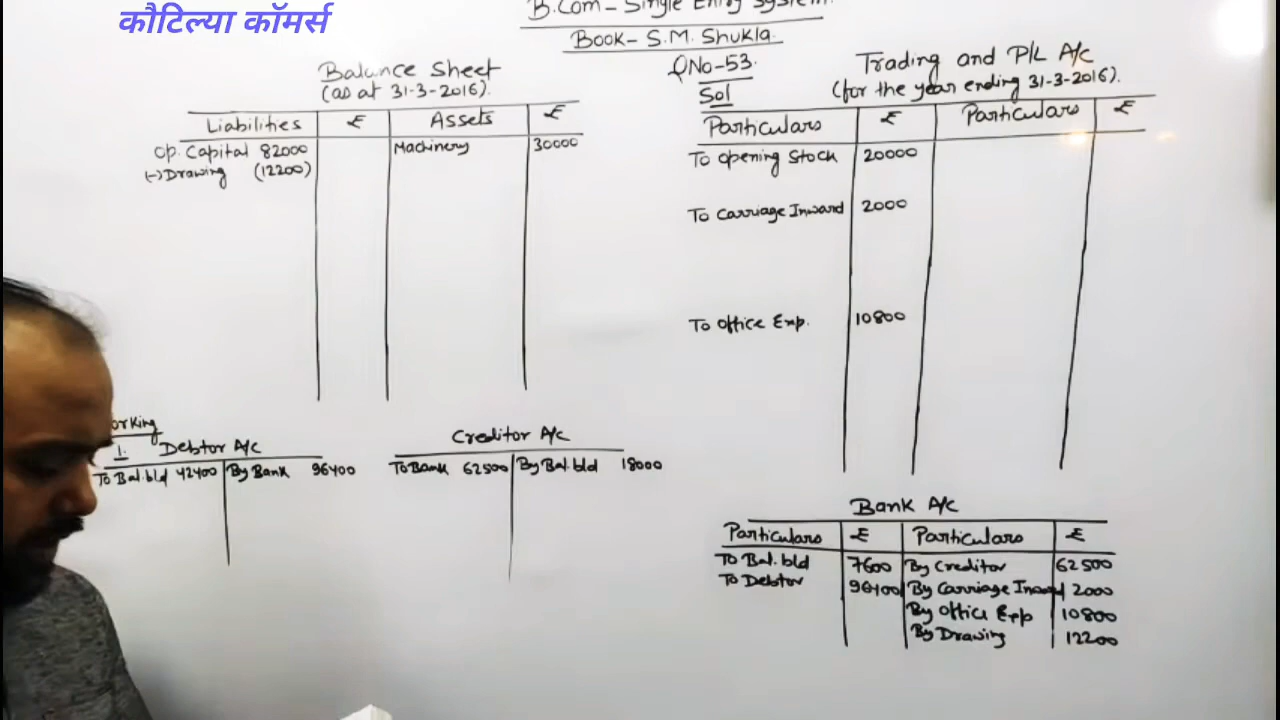 कौटिल्या कॉमर्स
B.Com - Single Entry System.
Book - S.M. Shukla.
QNo-53.
Sol
Balance Sheet
(as at 31-3-2016).
Liabilities ₹ Assets ₹
Op. Capital 82000 Machinery 30000
(-) Drawing (12200)
Trading and P/L A/c
(for the year ending 31-3-2016).
Particulars ₹ Particulars ₹
To opening Stock 20000
To Carriage Inward 2000
To Office Exp. 10800
orking
1. Debtor A/c
To Bal. b/d 42400 By Bank 96400
Creditor A/c
To Bank 62500 By Bal. b/d 18000
Bank A/c
Particulars ₹ Particulars ₹
To Bal. b/d 7600 By Creditor 62500
To Debtor 96400 By Carriage Inward 2000
By Office Exp 10800
By Drawing 12200